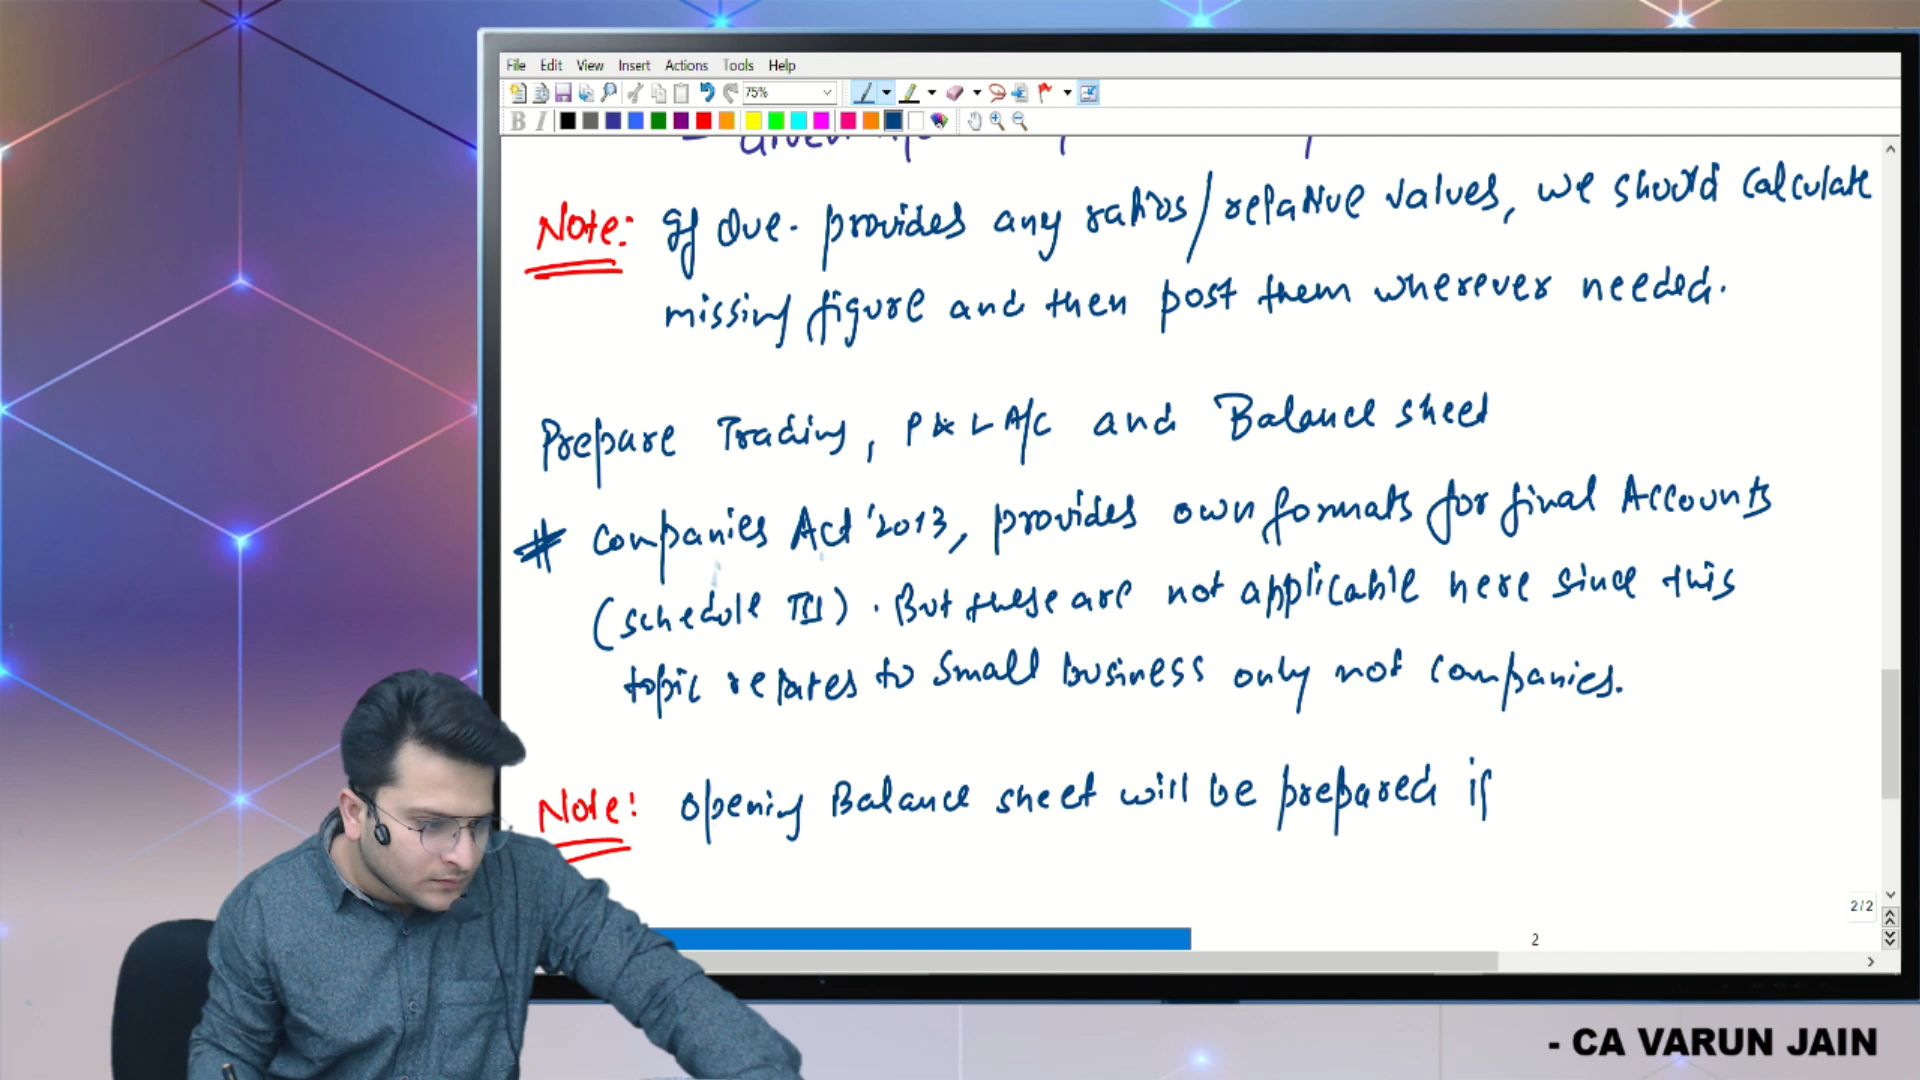 File Edit View Insert Actions Tools Help
75%
B I
- Given
Note: If Que. provides any ratios/relative values, we should calculate
missing figure and then post them wherever needed.
Prepare Trading, P & L A/c and Balance sheet
# Companies Act '2013, provides own formats for final Accounts
(schedule III). But these are not applicable here since this
topic relates to small business only not companies.
Note: Opening Balance sheet will be prepared if
2/2
2
- CA VARUN JAIN